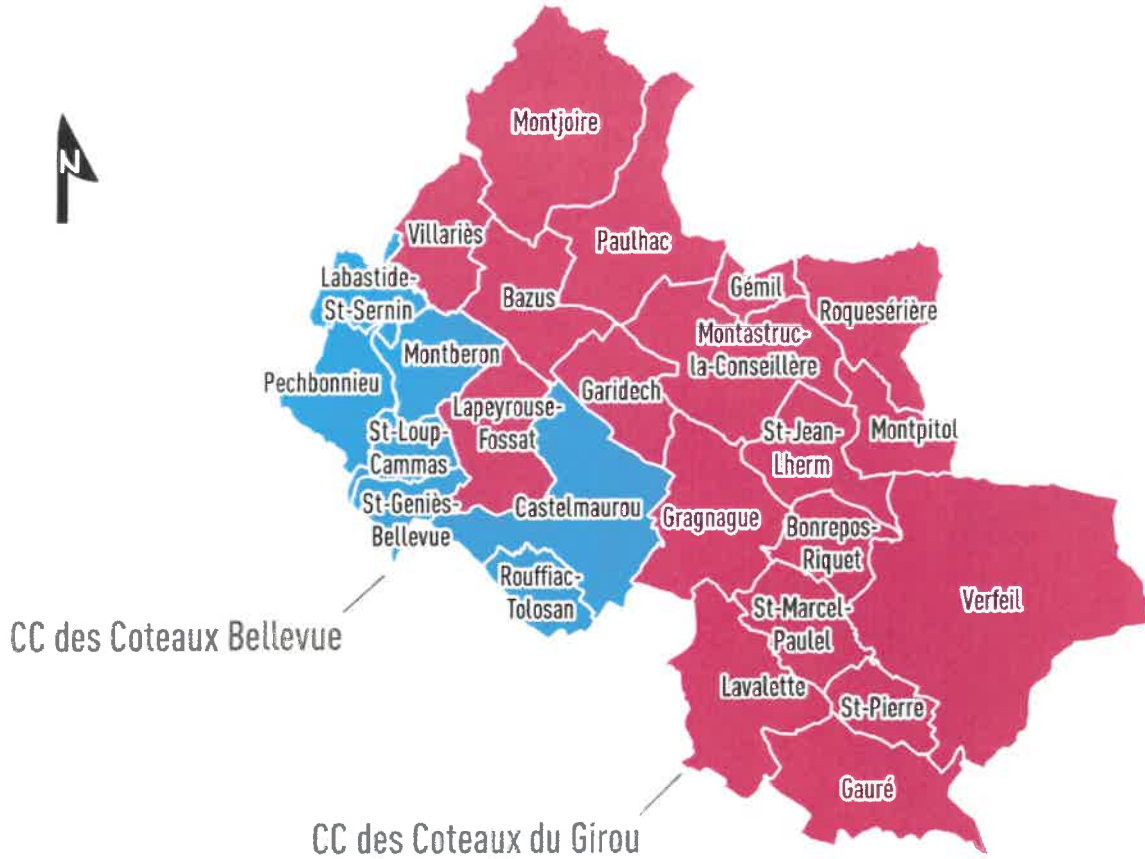 N
Montjoire
Villariès
Paulhac
Labastide-
St-Sernin
Bazus
Gémil
Roquesérière
Montberon
Montastruc-
la-Conseillère
Pechbonnieu
Garidech
Lapeyrouse-
Fossat
St-Loup-
Cammas
St-Jean-
Lherm
Montpitol
St-Geniès-
Bellevue
Castelmaurou
Gragnague
Bonrepos-
Riquet
Rouffiac-
Tolosan
St-Marcel-
Paulel
Verfeil
CC des Coteaux Bellevue
Lavalette
St-Pierre
Gauré
CC des Coteaux du Girou